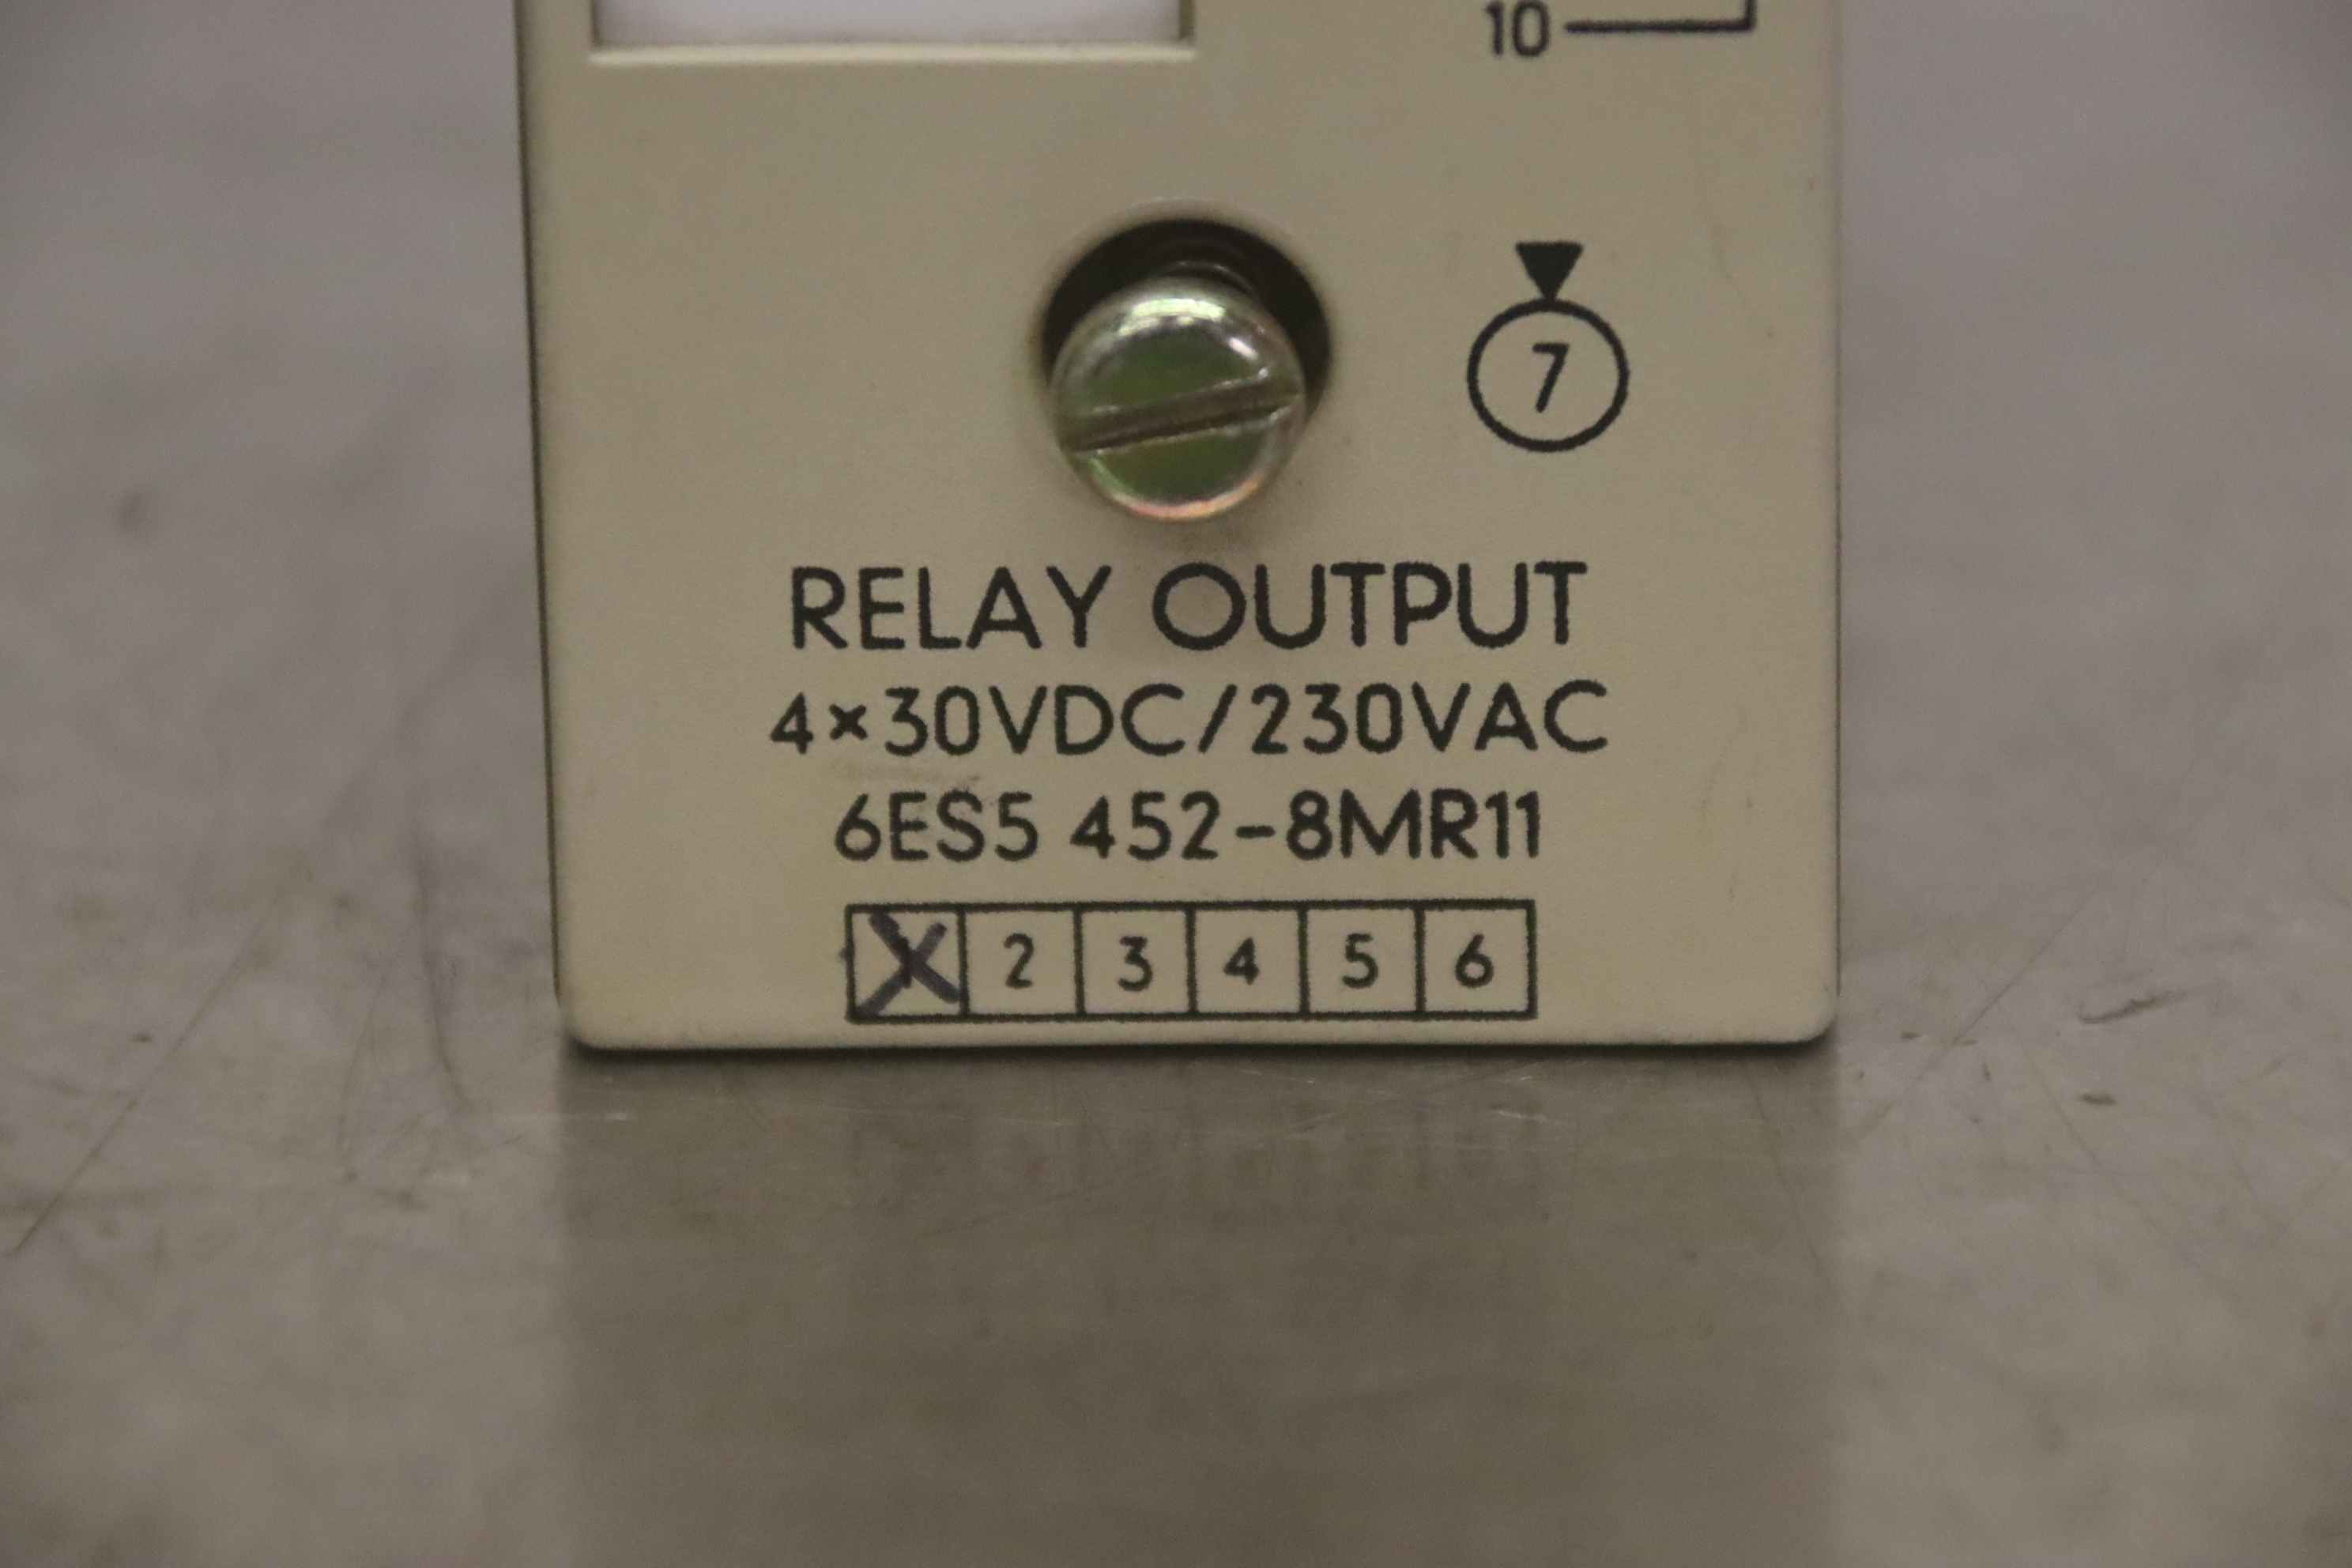 10
7
RELAY OUTPUT
4×30VDC/230VAC
6ES5 452-8MR11
X 2 3 4 5 6